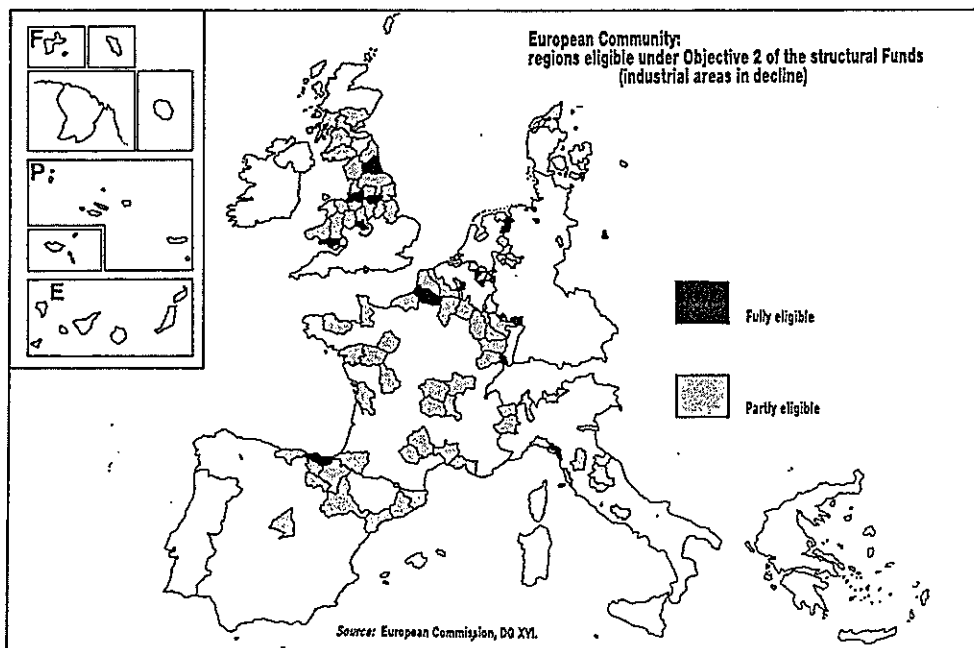 F
P
E
European Community:
regions eligible under Objective 2 of the structural Funds
(industrial areas in decline)
Fully eligible
Partly eligible
Source: European Commission, DG XVI.